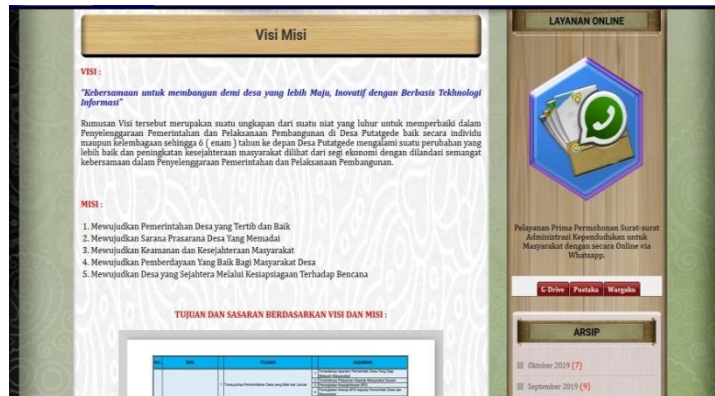 Visi Misi
VISI :
"Kebersamaan untuk membangun demi desa yang lebih Maju, Inovatif dengan Berbasis Tekhnologi
Informasi"
Rumusan Visi tersebut merupakan suatu ungkapan dari suatu niat yang luhur untuk memperbaiki dalam
Penyelenggaraan Pemerintahan dan Pelaksanaan Pembangunan di Desa Putatgede baik secara individu
maupun kelembagaan sehingga 6 ( enam ) tahun ke depan Desa Putatgede mengalami suatu perubahan yang
lebih baik dan peningkatan kesejahteraan masyarakat dilihat dari segi ekonomi dengan dilandasi semangat
kebersamaan dalam Penyelenggaraan Pemerintahan dan Pelaksanaan Pembangunan.
MISI :
1. Mewujudkan Pemerintahan Desa yang Tertib dan Baik
2. Mewujudkan Sarana Prasarana Desa Yang Memadai
3. Mewujudkan Keamanan dan Kesejahteraan Masyarakat
4. Mewujudkan Pemberdayaan Yang Baik Bagi Masyarakat Desa
5. Mewujudkan Desa yang Sejahtera Melalui Kesiapsiagaan Terhadap Bencana
TUJUAN DAN SASARAN BERDASARKAN VISI DAN MISI :
NO. MISI TUJUAN SASARAN
LAYANAN ONLINE
Pelayanan Prima Permohonan Surat-surat
Administrasi Kependudukan untuk
Masyarakat dengan secara Online via
Whatsapp.
G-Drive Pustaka Wargaku
ARSIP
Oktober 2019 (7)
September 2019 (9)